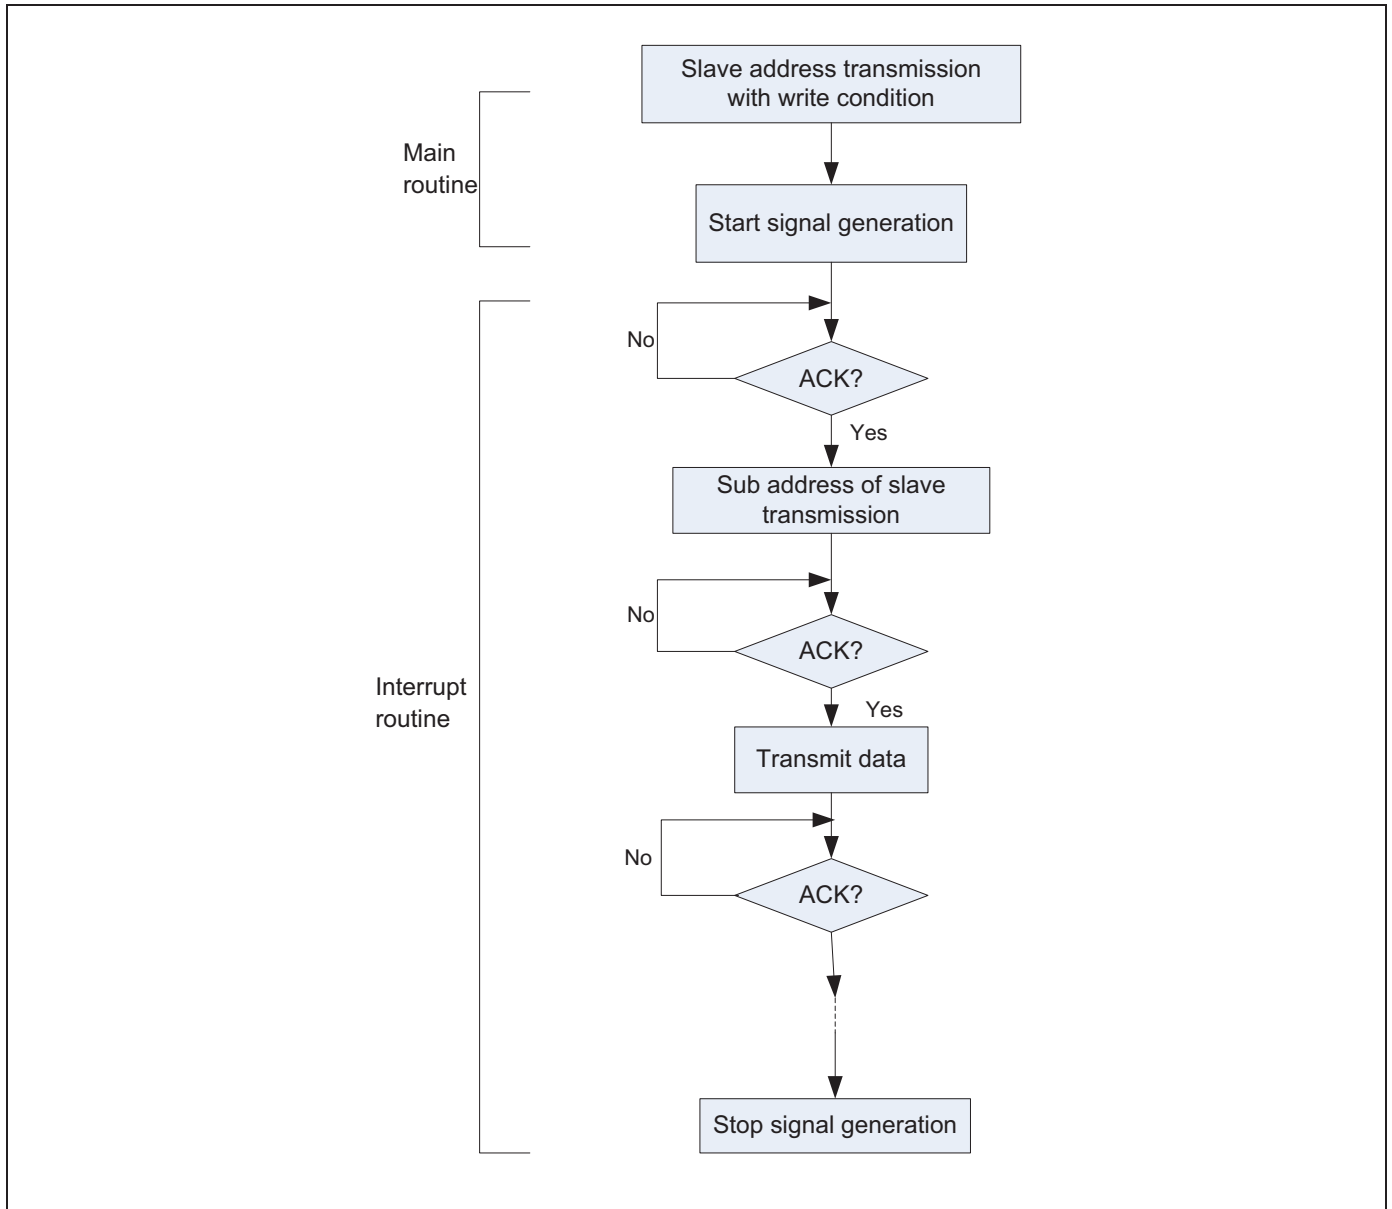 Slave address transmission
with write condition
Main
routine
Start signal generation
No
ACK?
Yes
Sub address of slave
transmission
No
ACK?
Interrupt
routine
Yes
Transmit data
No
ACK?
Stop signal generation